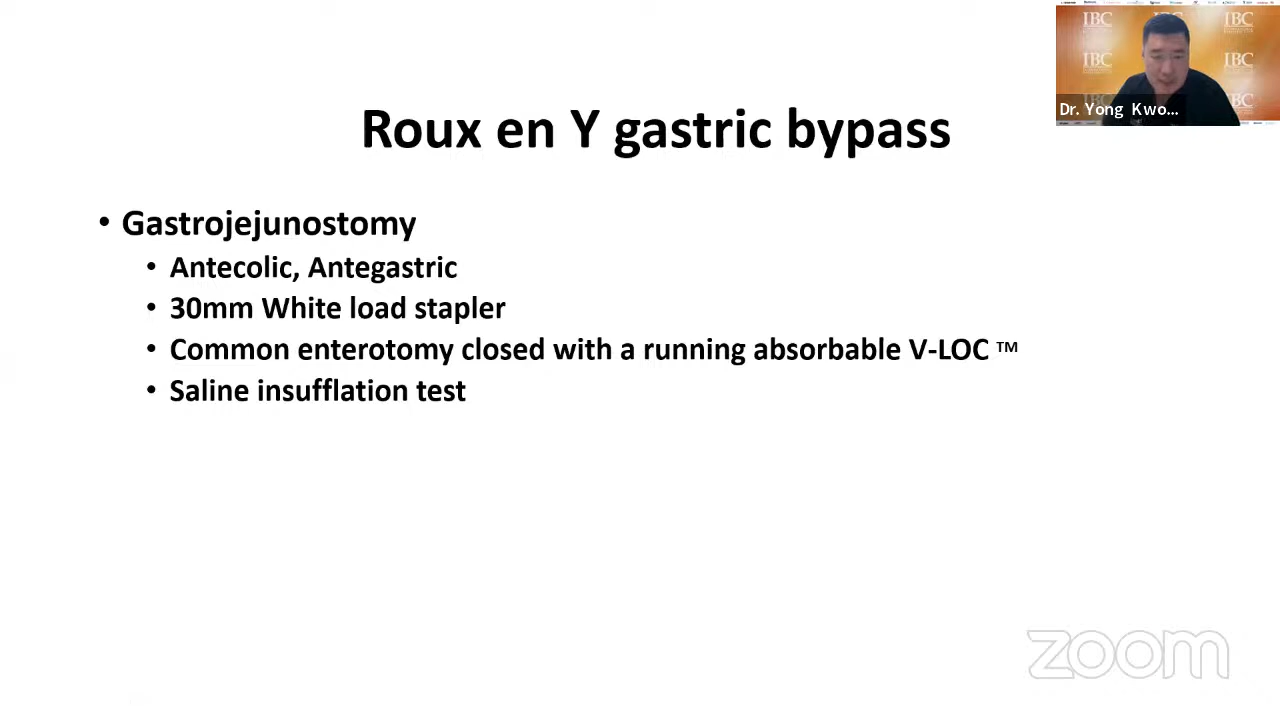 IBC
IBC
IBC
IBC
Dr. Yong Kwo...
Roux en Y gastric bypass
• Gastrojejunostomy
• Antecolic, Antegastric
• 30mm White load stapler
• Common enterotomy closed with a running absorbable V-LOC ™
• Saline insufflation test
zoom